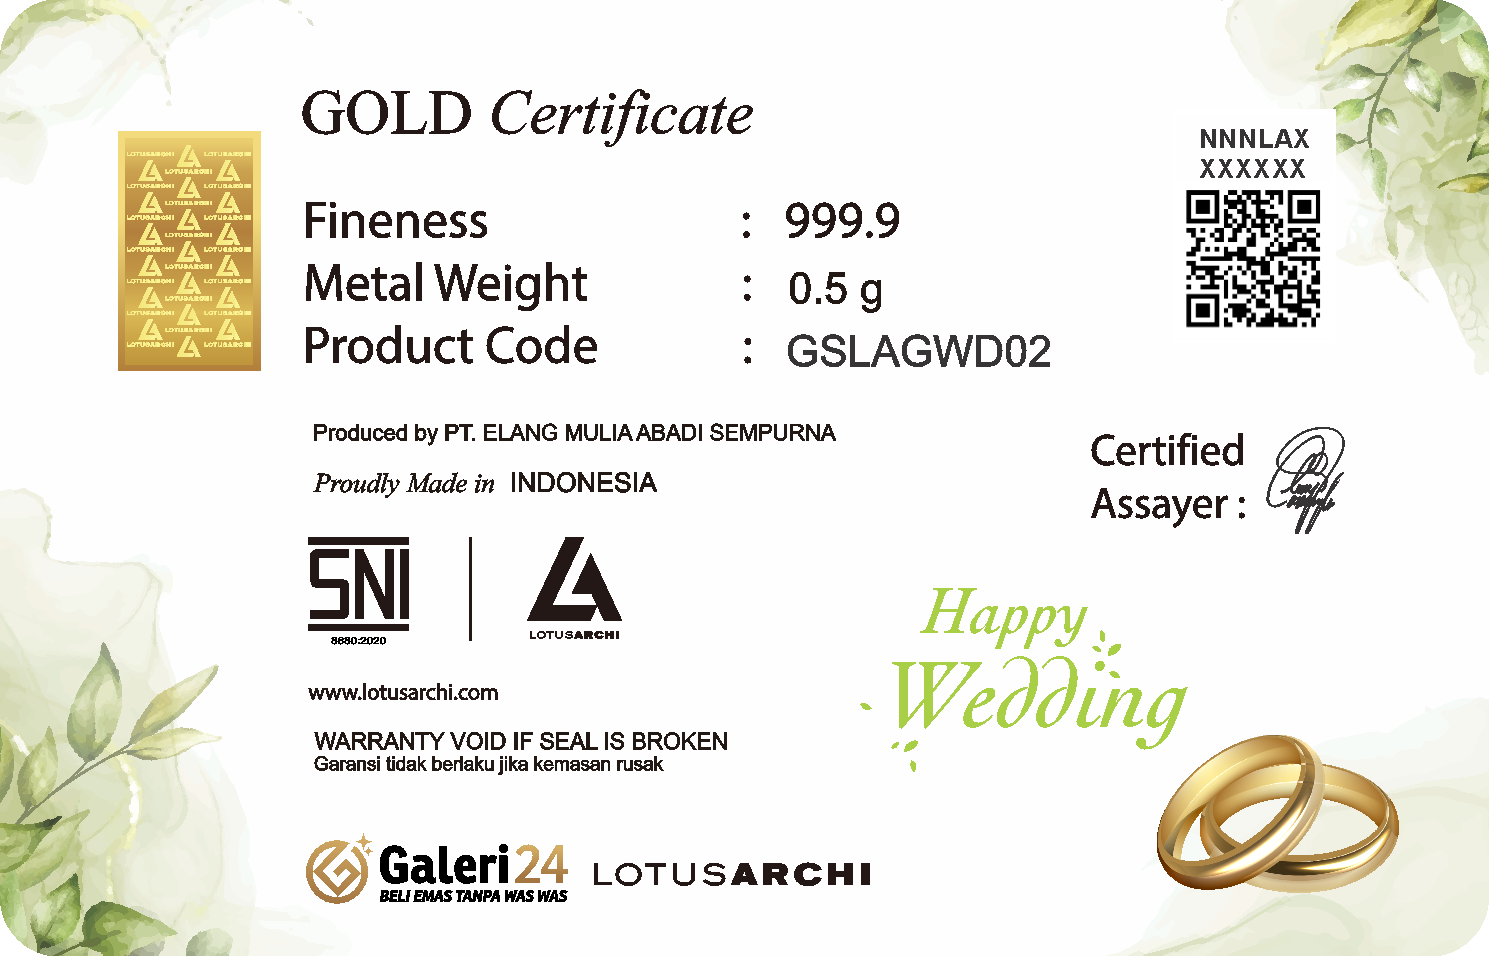 GOLD Certificate
NNNLAX
XXXXXX
Fineness : 999.9
Metal Weight : 0.5 g
Product Code : GSLAGWD02
Produced by PT. ELANG MULIA ABADI SEMPURNA
Proudly Made in INDONESIA
Certified
Assayer :
SNI
8880:2020
LOTUSARCHI
www.lotusarchi.com
WARRANTY VOID IF SEAL IS BROKEN
Garansi tidak berlaku jika kemasan rusak
Happy
Wedding
Galeri 24
BELI EMAS TANPA WAS WAS
LOTUSARCHI